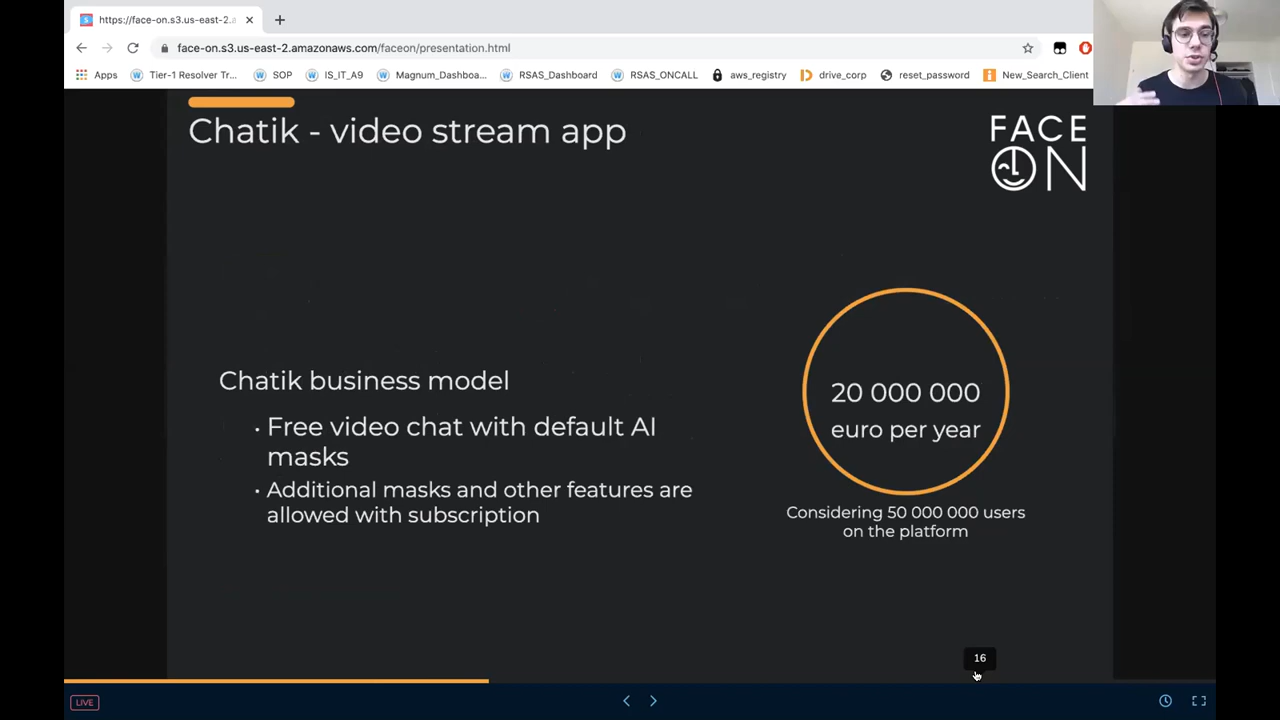 https://face-on.s3.us-east-2.a
face-on.s3.us-east-2.amazonaws.com/faceon/presentation.html
Apps
Tier-1 Resolver Tr...
SOP
IS_IT_A9
Magnum_Dashboa...
RSAS_Dashboard
RSAS_ONCALL
aws_registry
drive_corp
reset_password
New_Search_Client
Chatik - video stream app
FACE
ON
Chatik business model
• Free video chat with default AI
masks
• Additional masks and other features are
allowed with subscription
20 000 000
euro per year
Considering 50 000 000 users
on the platform
16
LIVE